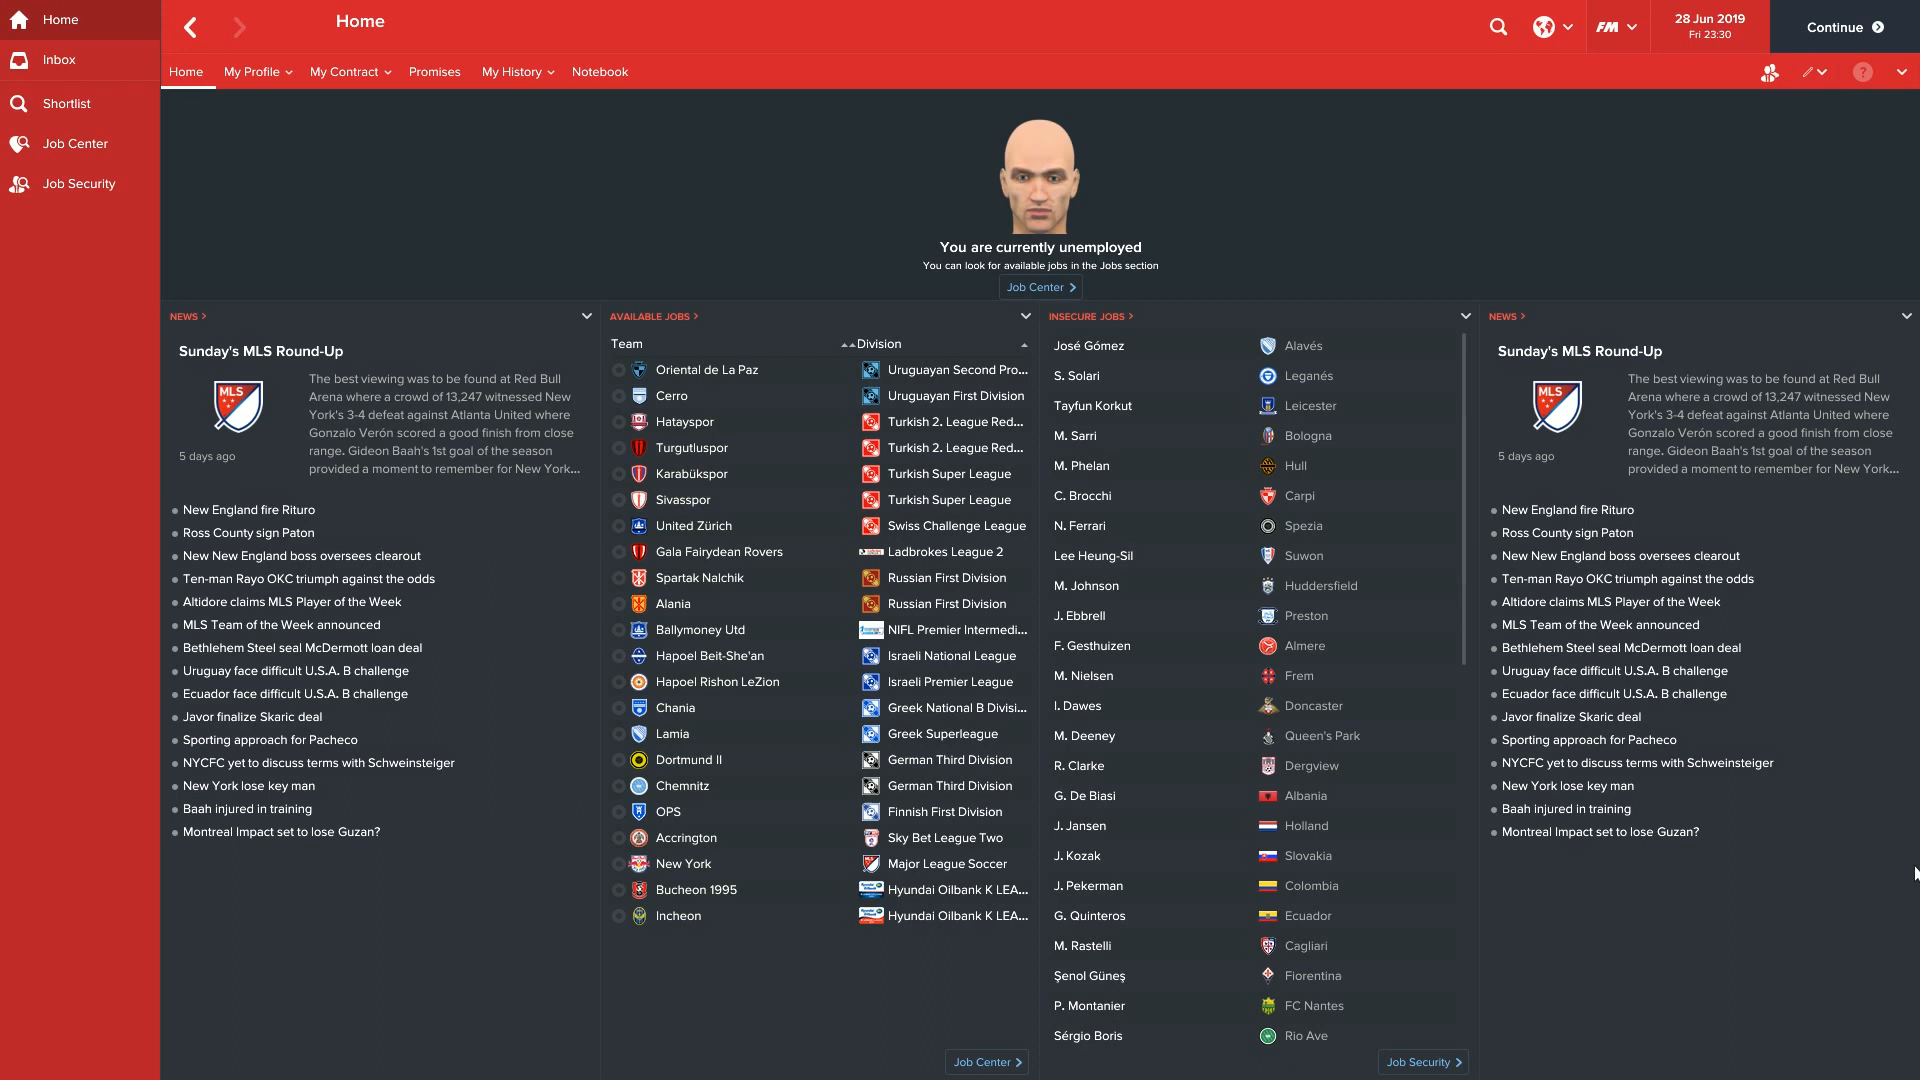 Home
Inbox
Shortlist
Job Center
Job Security
Home
FM
28 Jun 2019
Fri 23:30
Continue
Home
My Profile
My Contract
Promises
My History
Notebook
?
You are currently unemployed
You can look for available jobs in the Jobs section
Job Center >
NEWS >
Sunday's MLS Round-Up
MLS
The best viewing was to be found at Red Bull
Arena where a crowd of 13,247 witnessed New
York's 3-4 defeat against Atlanta United where
Gonzalo Verón scored a good finish from close
range. Gideon Baah's 1st goal of the season
provided a moment to remember for New York...
5 days ago
New England fire Rituro
Ross County sign Paton
New New England boss oversees clearout
Ten-man Rayo OKC triumph against the odds
Altidore claims MLS Player of the Week
MLS Team of the Week announced
Bethlehem Steel seal McDermott loan deal
Uruguay face difficult U.S.A. B challenge
Ecuador face difficult U.S.A. B challenge
Javor finalize Skaric deal
Sporting approach for Pacheco
NYCFC yet to discuss terms with Schweinsteiger
New York lose key man
Baah injured in training
Montreal Impact set to lose Guzan?
AVAILABLE JOBS >
Team Division
Oriental de La Paz Uruguayan Second Pro...
Cerro Uruguayan First Division
Hatayspor Turkish 2. League Red...
Turgutluspor Turkish 2. League Red...
Karabükspor Turkish Super League
Sivasspor Turkish Super League
United Zürich Swiss Challenge League
Gala Fairydean Rovers Ladbrokes League 2
Spartak Nalchik Russian First Division
Alania Russian First Division
Ballymoney Utd NIFL Premier Intermedi...
Hapoel Beit-She'an Israeli National League
Hapoel Rishon LeZion Israeli Premier League
Chania Greek National B Divisi...
Lamia Greek Superleague
Dortmund II German Third Division
Chemnitz German Third Division
OPS Finnish First Division
Accrington Sky Bet League Two
New York Major League Soccer
Bucheon 1995 Hyundai Oilbank K LEA...
Incheon Hyundai Oilbank K LEA...
Job Center >
INSECURE JOBS >
José Gómez Alavés
S. Solari Leganés
Tayfun Korkut Leicester
M. Sarri Bologna
M. Phelan Hull
C. Brocchi Carpi
N. Ferrari Spezia
Lee Heung-Sil Suwon
M. Johnson Huddersfield
J. Ebbrell Preston
F. Gesthuizen Almere
M. Nielsen Frem
I. Dawes Doncaster
M. Deeney Queen's Park
R. Clarke Dergview
G. De Biasi Albania
J. Jansen Holland
J. Kozak Slovakia
J. Pekerman Colombia
G. Quinteros Ecuador
M. Rastelli Cagliari
Şenol Güneş Fiorentina
P. Montanier FC Nantes
Sérgio Boris Rio Ave
Job Security >
NEWS >
Sunday's MLS Round-Up
MLS
The best viewing was to be found at Red Bull
Arena where a crowd of 13,247 witnessed New
York's 3-4 defeat against Atlanta United where
Gonzalo Verón scored a good finish from close
range. Gideon Baah's 1st goal of the season
provided a moment to remember for New York...
5 days ago
New England fire Rituro
Ross County sign Paton
New New England boss oversees clearout
Ten-man Rayo OKC triumph against the odds
Altidore claims MLS Player of the Week
MLS Team of the Week announced
Bethlehem Steel seal McDermott loan deal
Uruguay face difficult U.S.A. B challenge
Ecuador face difficult U.S.A. B challenge
Javor finalize Skaric deal
Sporting approach for Pacheco
NYCFC yet to discuss terms with Schweinsteiger
New York lose key man
Baah injured in training
Montreal Impact set to lose Guzan?